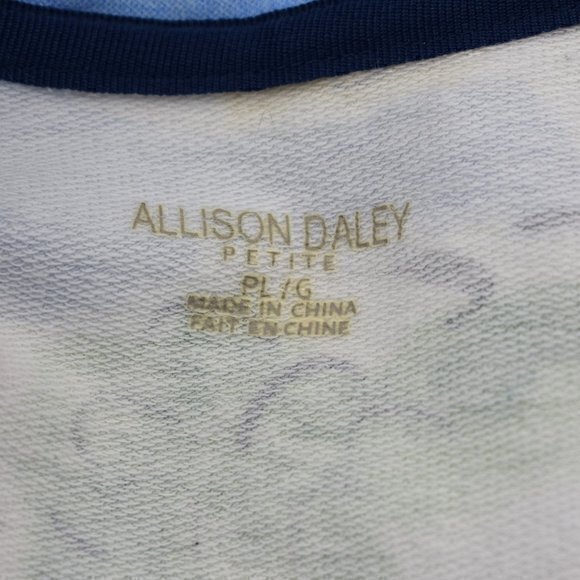 ALLISON DALEY
PETITE
PL/G
MADE IN CHINA
FAIT EN CHINE